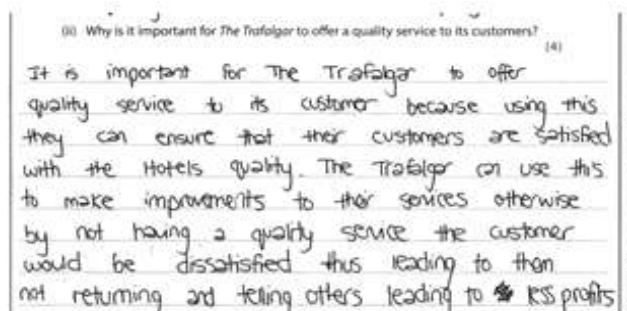 (ii) Why is it important for The Trafalgar to offer a quality service to its customers?
(4)
It is important for The Trafalgar to offer
quality service to its customer because using this
they can ensure that their customers are satisfied
with the Hotels quality. The Trafalgar can use this
to make improvements to their services otherwise
by not having a quality service the customer
would be dissatisfied thus leading to them
not returning and telling others leading to less profits